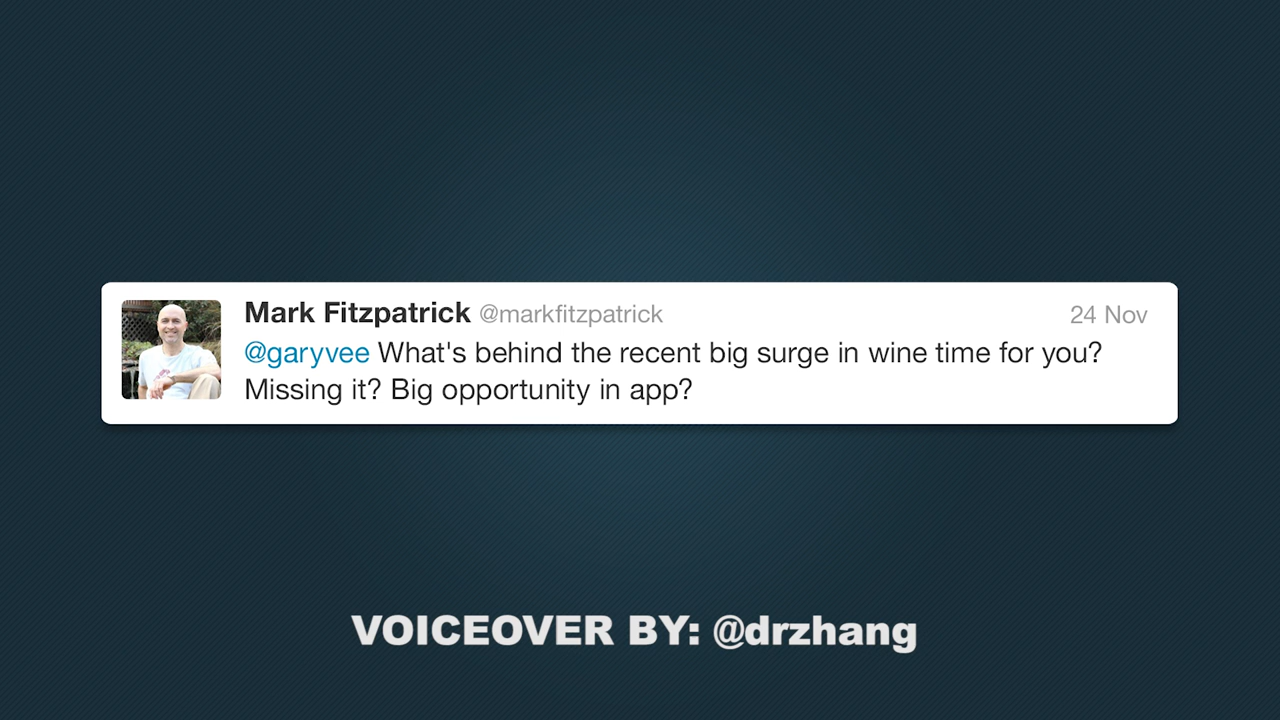 Mark Fitzpatrick @markfitzpatrick 24 Nov
@garyvee What's behind the recent big surge in wine time for you?
Missing it? Big opportunity in app?
VOICEOVER BY: @drzhang